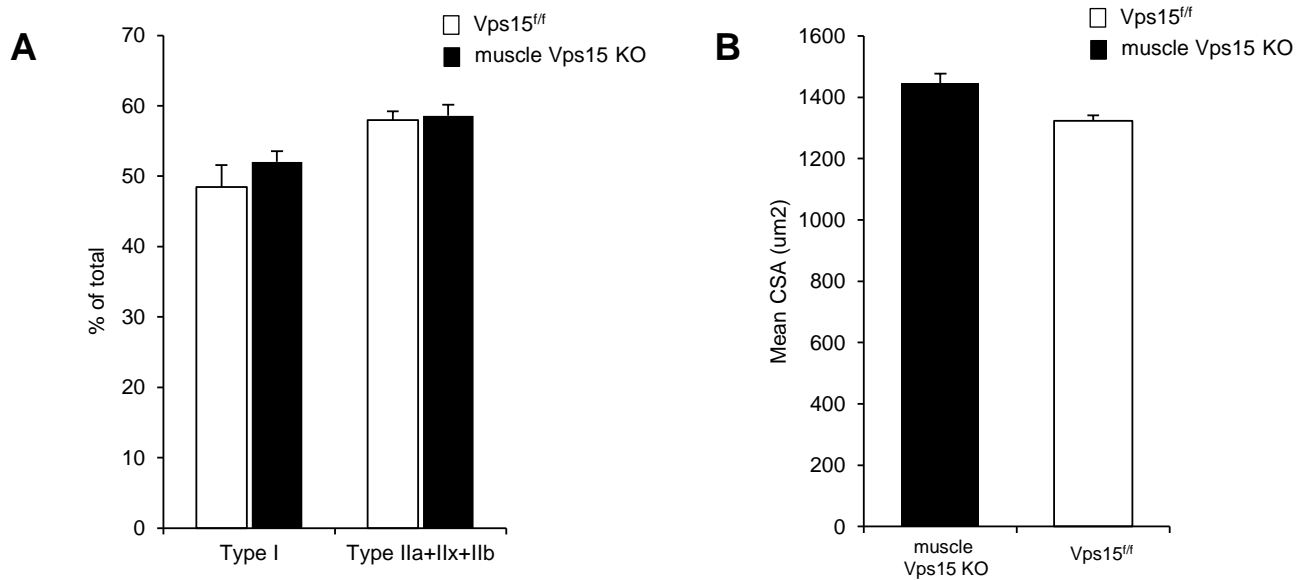 A
Vps15f/f
muscle Vps15 KO
% of total
70
60
50
40
30
20
10
0
Type I
Type IIa+IIx+IIb
B
Vps15f/f
muscle Vps15 KO
Mean CSA (um2)
1600
1400
1200
1000
800
600
400
200
0
muscle
Vps15 KO
Vps15f/f